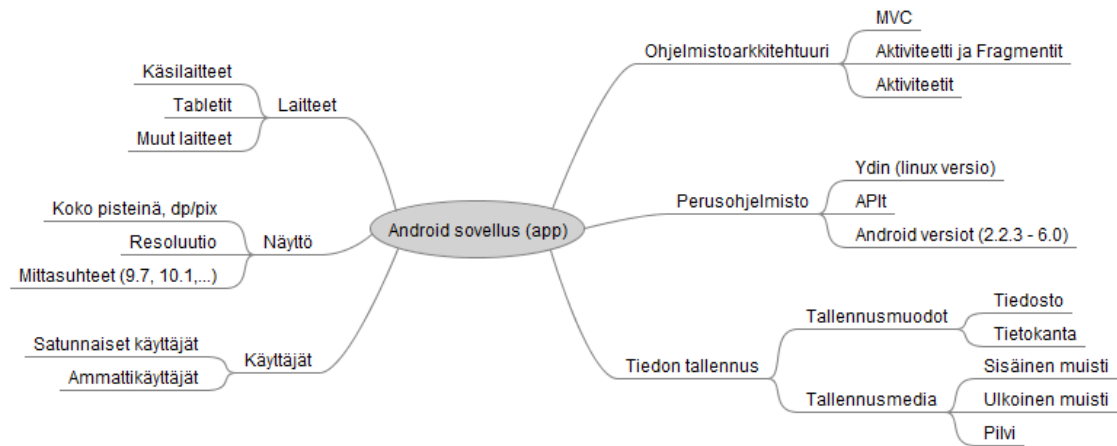 Android sovellus (app)
Laitteet
Käsilaitteet
Tabletit
Muut laitteet
Näyttö
Koko pisteinä, dp/pix
Resoluutio
Mittasuhteet (9.7, 10.1,...)
Käyttäjät
Satunnaiset käyttäjät
Ammattikäyttäjät
Ohjelmistoarkkitehtuuri
MVC
Aktiviteetti ja Fragmentit
Aktiviteetit
Perusohjelmisto
Ydin (linux versio)
APIt
Android versiot (2.2.3 - 6.0)
Tiedon tallennus
Tallennusmuodot
Tiedosto
Tietokanta
Tallennusmedia
Sisäinen muisti
Ulkoinen muisti
Pilvi